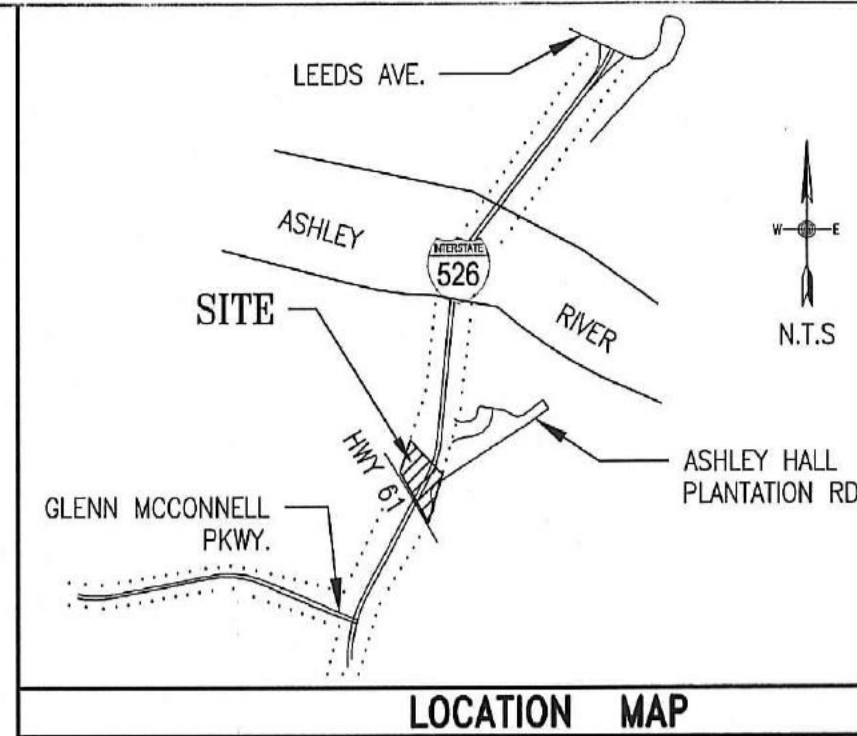 LEEDS AVE.
ASHLEY
INTERSTATE
526
SITE
RIVER
W E
N.T.S
HWY 61
ASHLEY HALL
PLANTATION RD
GLENN MCCONNELL
PKWY.
LOCATION MAP